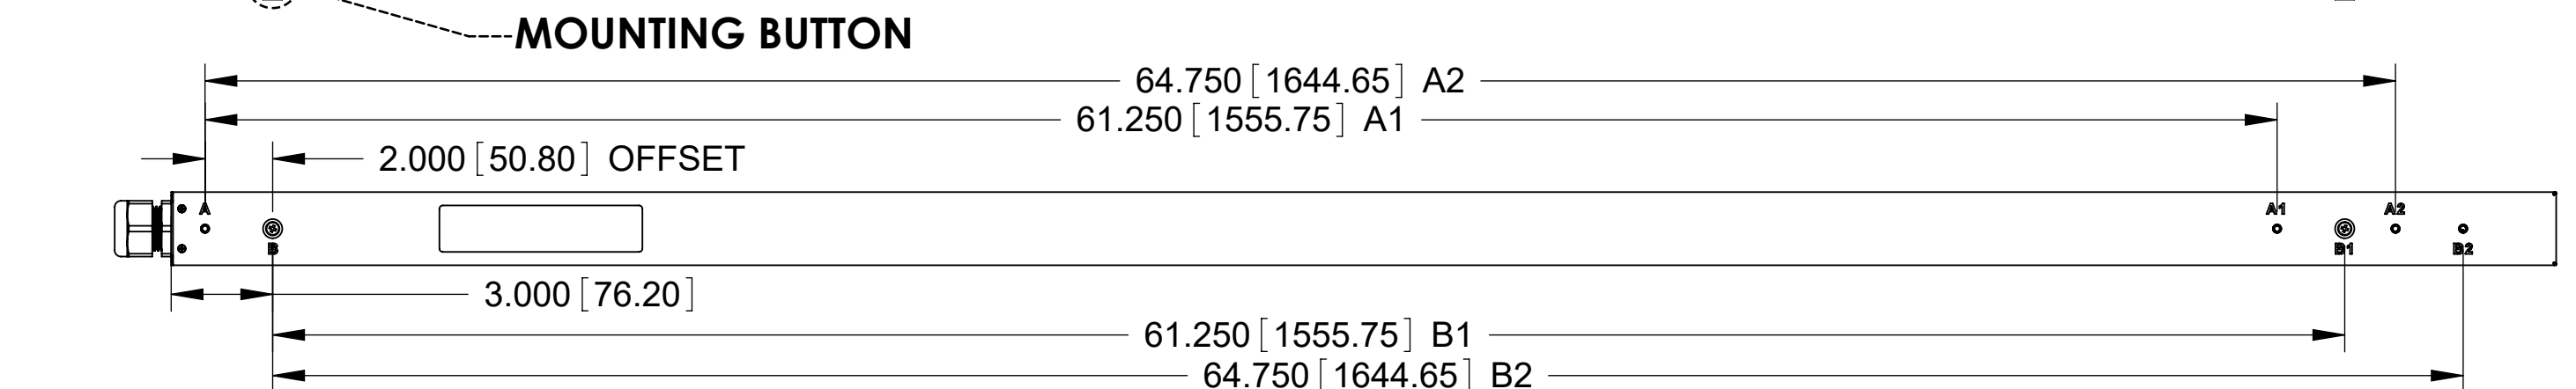 MOUNTING BUTTON
64.750 [1644.65] A2
61.250 [1555.75] A1
2.000 [50.80] OFFSET
A A1 A2
B B1 B2
3.000 [76.20]
61.250 [1555.75] B1
64.750 [1644.65] B2